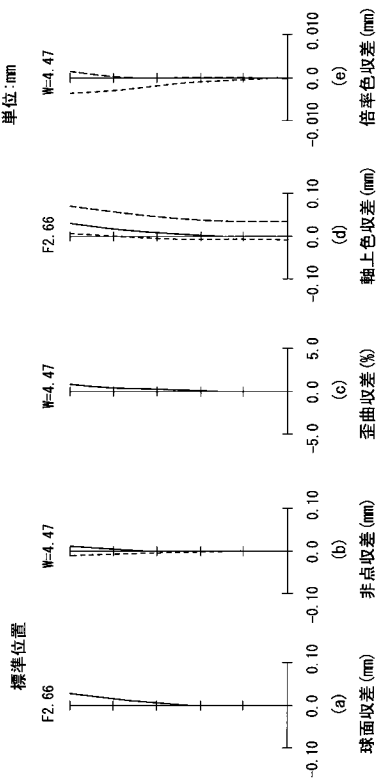 標準位置
単位:mm
F2.66
W=4.47
W=4.47
F2.66
W=4.47
-0.10 0.0 0.10
-0.10 0.0 0.10
-5.0 0.0 5.0
-0.10 0.0 0.10
-0.010 0.0 0.010
(a)
(b)
(c)
(d)
(e)
球面収差(mm)
非点収差(mm)
歪曲収差(%)
軸上色収差(mm)
倍率色収差(mm)